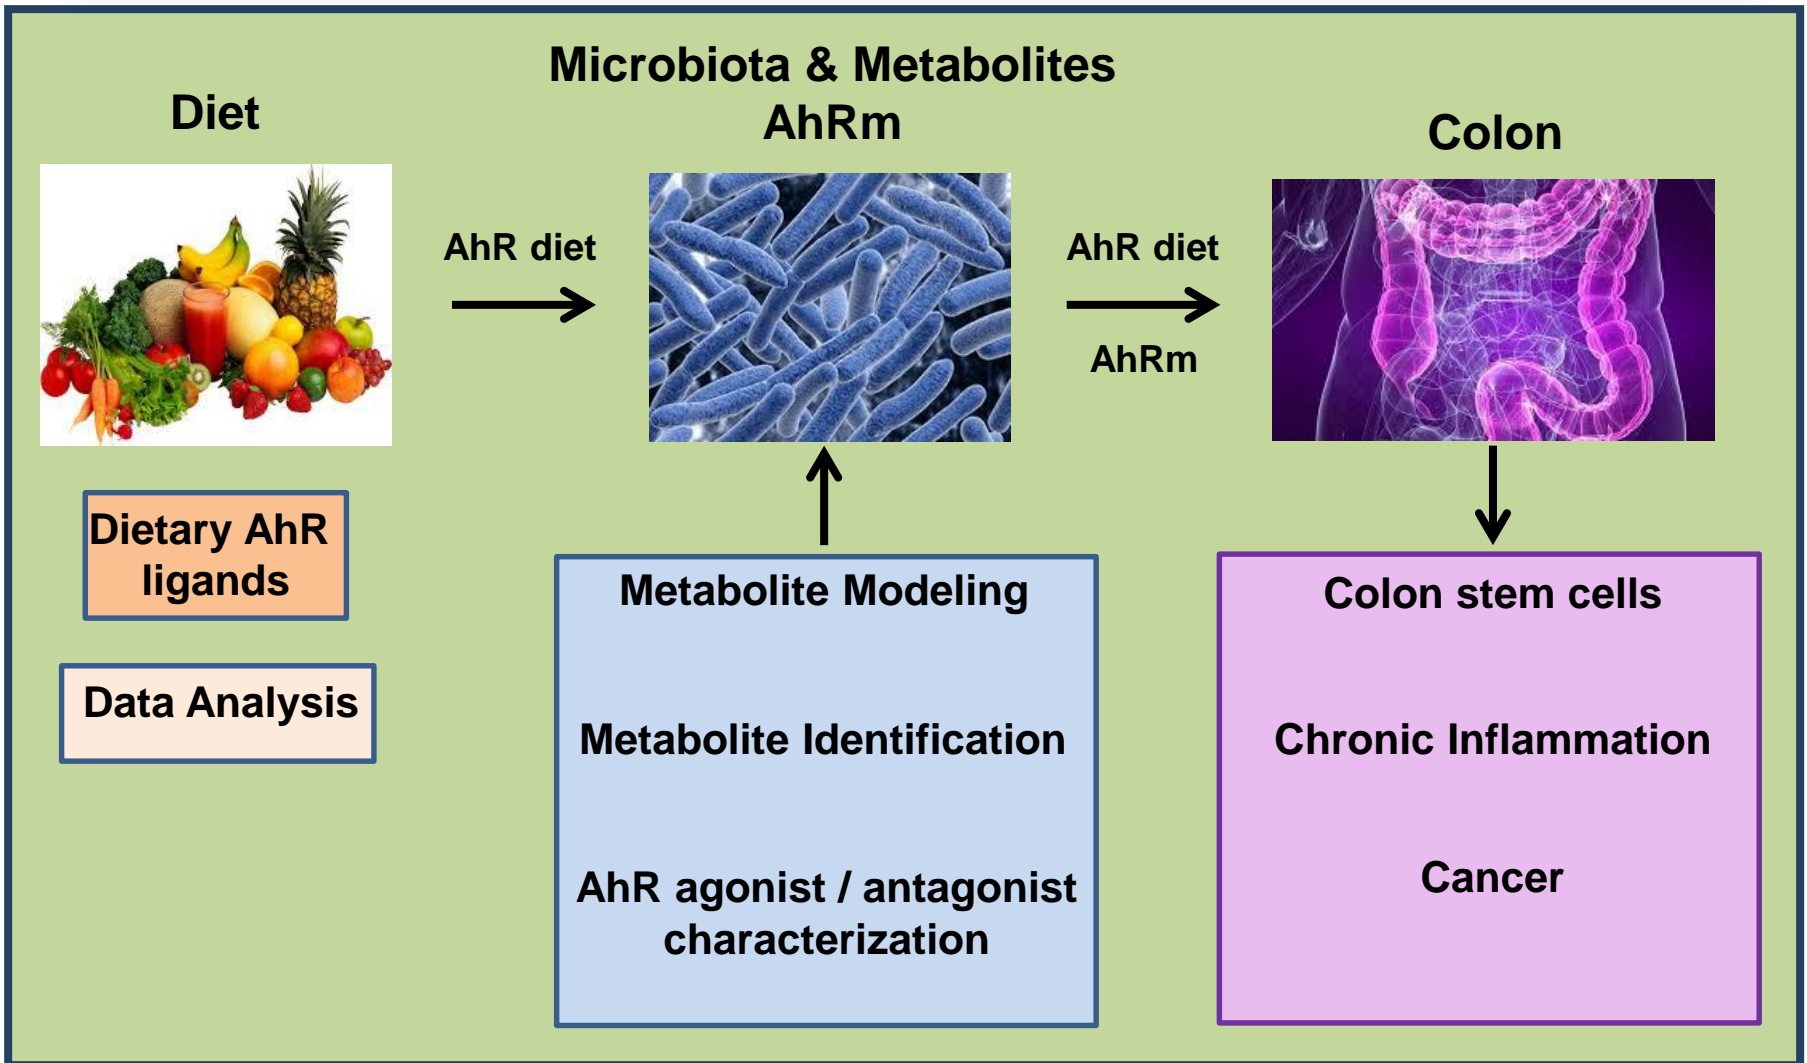 Diet
Microbiota & Metabolites
AhRm
Colon
AhR diet
AhR diet
AhRm
Dietary AhR
ligands
Data Analysis
Metabolite Modeling
Metabolite Identification
AhR agonist / antagonist
characterization
Colon stem cells
Chronic Inflammation
Cancer